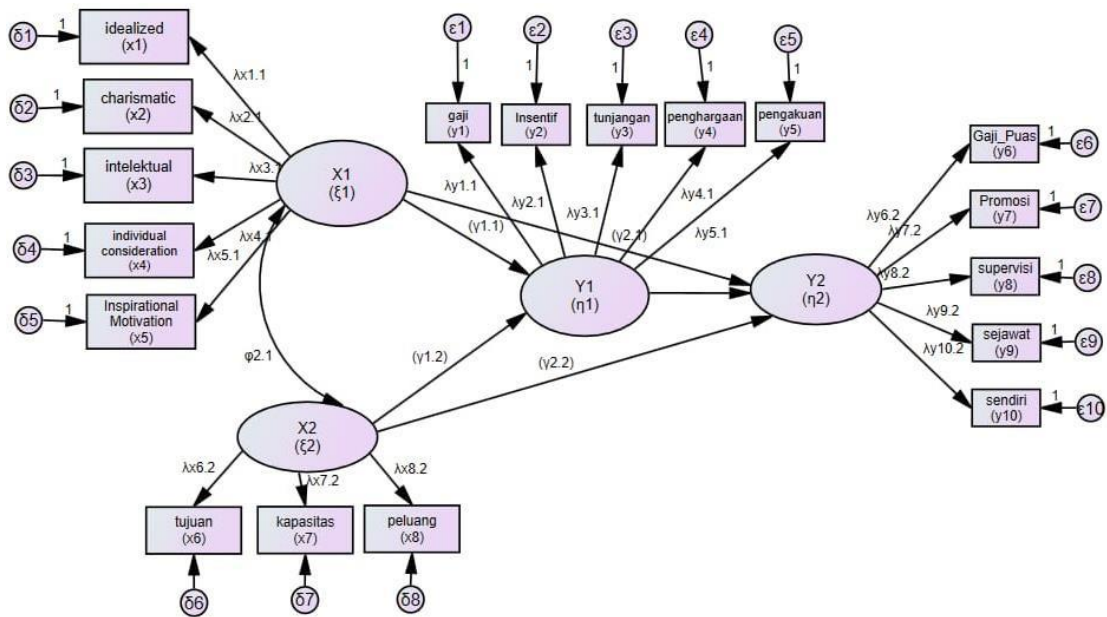 δ1
1
idealized
(x1)
δ2
1
charismatic
(x2)
δ3
1
intelektual
(x3)
δ4
1
individual
consideration
(x4)
δ5
1
Inspirational
Motivation
(x5)
λx1.1
λx2.1
λx3.
λx4.
λx5.1
X1
(ξ1)
φ2.1
ε1
1
gaji
(y1)
ε2
1
Insentif
(y2)
ε3
1
tunjangan
(y3)
ε4
1
penghargaan
(y4)
ε5
1
pengakuan
(y5)
λy1.1
λy2.1
λy3.1
λy4.1
λy5.1
(γ1.1)
(γ2.1)
Y1
(η1)
Y2
(η2)
(γ1.2)
(γ2.2)
λy6.2
λy7.2
λy8.2
λy9.2
λy10.2
Gaji_Puas
(y6)
1
ε6
Promosi
(y7)
1
ε7
supervisi
(y8)
1
ε8
sejawat
(y9)
1
ε9
sendiri
(y10)
1
ε10
X2
(ξ2)
λx6.2
λx7.2
λx8.2
tujuan
(x6)
kapasitas
(x7)
peluang
(x8)
δ6
δ7
δ8